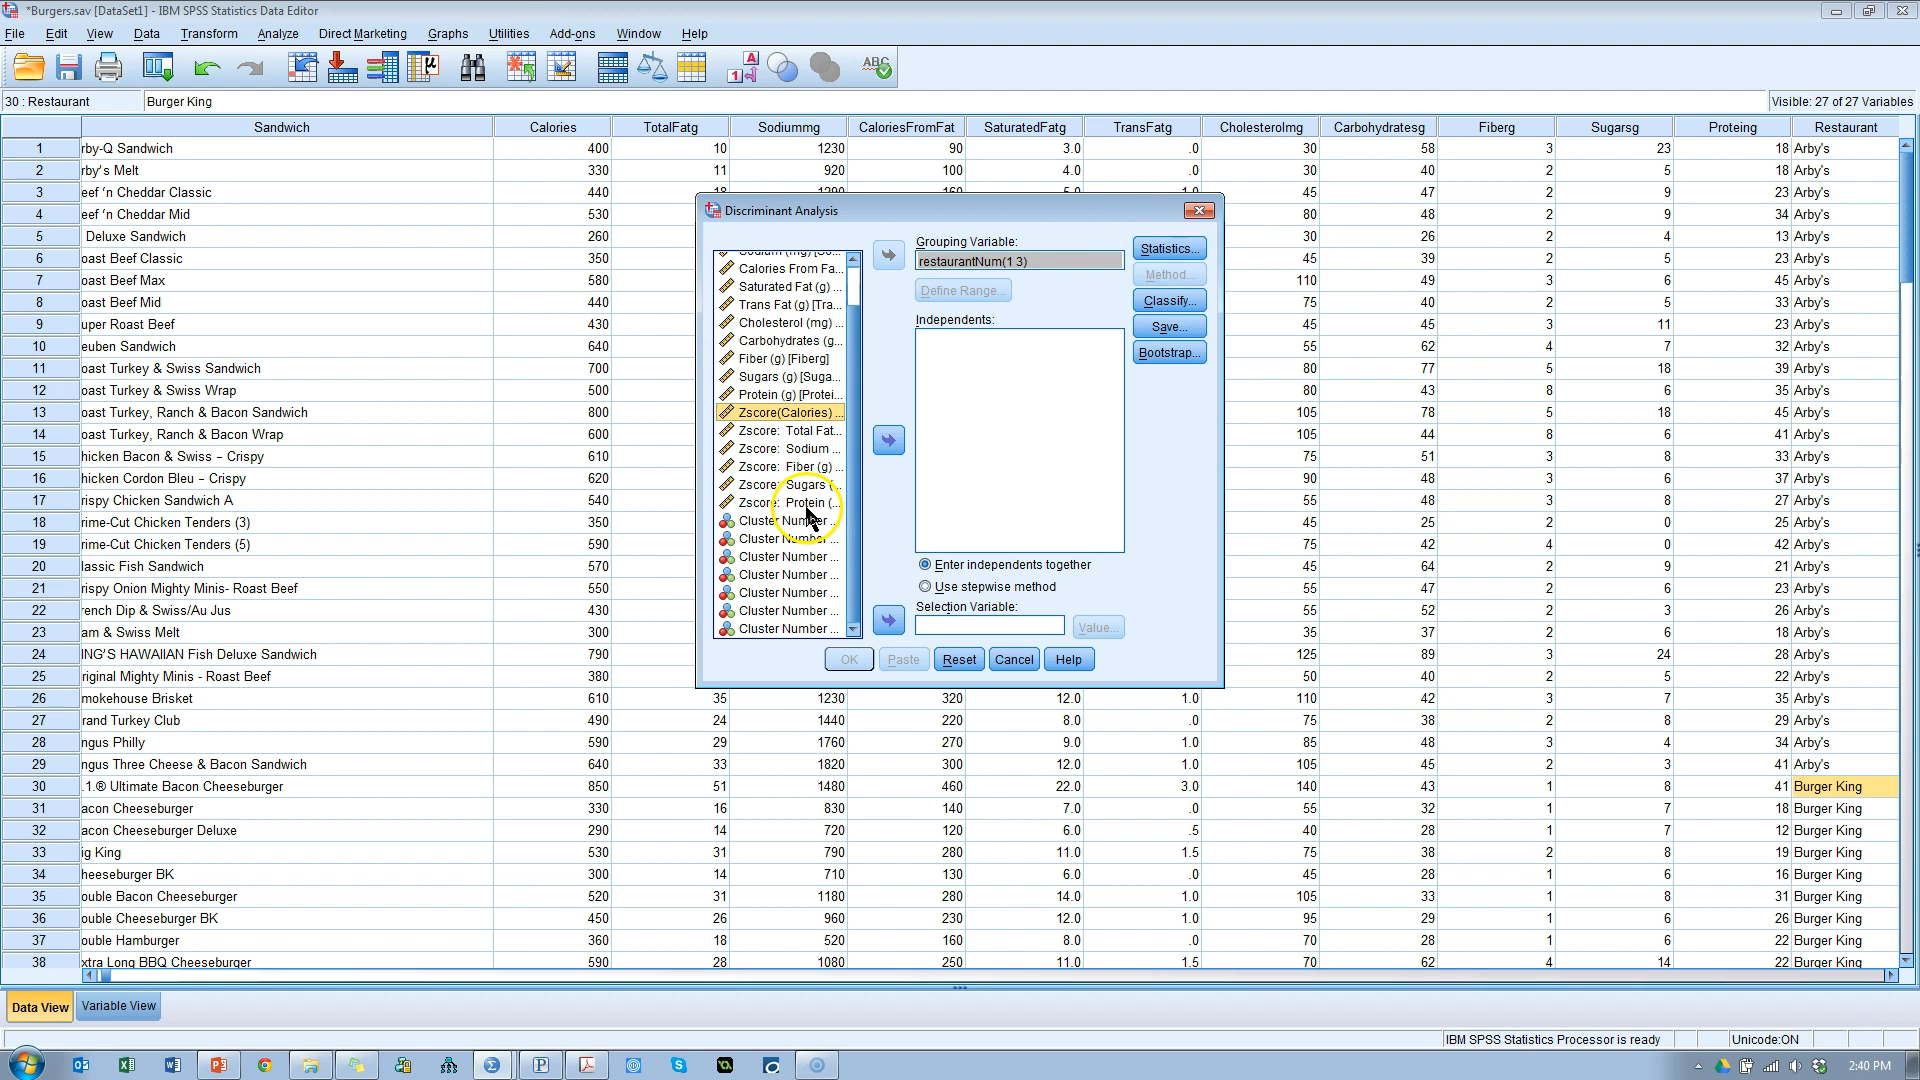 *Burgers.sav [DataSet1] - IBM SPSS Statistics Data Editor
File Edit View Data Transform Analyze Direct Marketing Graphs Utilities Add-ons Window Help
30 : Restaurant Burger King Visible: 27 of 27 Variables
Sandwich Calories TotalFatg Sodiummg CaloriesFromFat SaturatedFatg TransFatg Cholesterolmg Carbohydratesg Fiberg Sugarsg Proteing Restaurant
1 rby-Q Sandwich 400 10 1230 90 3.0 .0 30 58 3 23 18 Arby's
2 rby's Melt 330 11 920 100 4.0 .0 30 40 2 5 18 Arby's
3 eef 'n Cheddar Classic 440 18 1290 160 5.0 1.0 45 47 2 9 23 Arby's
4 eef 'n Cheddar Mid 530 80 48 2 9 34 Arby's
5 Deluxe Sandwich 260 30 26 2 4 13 Arby's
6 oast Beef Classic 350 45 39 2 5 23 Arby's
7 oast Beef Max 580 110 49 3 6 45 Arby's
8 oast Beef Mid 440 75 40 2 5 33 Arby's
9 uper Roast Beef 430 45 45 3 11 23 Arby's
10 euben Sandwich 640 55 62 4 7 32 Arby's
11 oast Turkey & Swiss Sandwich 700 80 77 5 18 39 Arby's
12 oast Turkey & Swiss Wrap 500 80 43 8 6 35 Arby's
13 oast Turkey, Ranch & Bacon Sandwich 800 105 78 5 18 45 Arby's
14 oast Turkey, Ranch & Bacon Wrap 600 105 44 8 6 41 Arby's
15 hicken Bacon & Swiss – Crispy 610 75 51 3 8 33 Arby's
16 hicken Cordon Bleu – Crispy 620 90 48 3 6 37 Arby's
17 rispy Chicken Sandwich A 540 55 48 3 8 27 Arby's
18 rime-Cut Chicken Tenders (3) 350 45 25 2 0 25 Arby's
19 rime-Cut Chicken Tenders (5) 590 75 42 4 0 42 Arby's
20 lassic Fish Sandwich 570 45 64 2 9 21 Arby's
21 rispy Onion Mighty Minis- Roast Beef 550 55 48 2 6 23 Arby's
22 rench Dip & Swiss/Au Jus 430 55 52 2 3 26 Arby's
23 am & Swiss Melt 300 35 37 2 6 18 Arby's
24 ING'S HAWAIIAN Fish Deluxe Sandwich 790 125 89 3 24 28 Arby's
25 riginal Mighty Minis - Roast Beef 380 50 40 2 5 22 Arby's
26 mokehouse Brisket 610 35 1230 320 12.0 1.0 110 42 3 7 35 Arby's
27 rand Turkey Club 490 24 1440 220 8.0 .0 75 38 2 8 29 Arby's
28 ngus Philly 590 29 1760 270 9.0 1.0 85 48 3 4 34 Arby's
29 ngus Three Cheese & Bacon Sandwich 640 33 1820 300 12.0 1.0 105 45 2 3 41 Arby's
30 .1.® Ultimate Bacon Cheeseburger 850 51 1480 460 22.0 3.0 140 43 1 8 41 Burger King
31 acon Cheeseburger 330 16 830 140 7.0 .0 55 32 1 7 18 Burger King
32 acon Cheeseburger Deluxe 290 14 720 120 6.0 .5 40 28 1 7 12 Burger King
33 ig King 530 31 790 280 11.0 1.5 75 38 2 8 19 Burger King
34 heeseburger BK 300 14 710 130 6.0 .0 45 28 1 6 16 Burger King
35 ouble Bacon Cheeseburger 520 31 1180 280 14.0 1.0 105 33 1 8 31 Burger King
36 ouble Cheeseburger BK 450 26 960 230 12.0 1.0 95 29 1 6 26 Burger King
37 ouble Hamburger 360 18 520 160 8.0 .0 70 28 1 6 22 Burger King
38 xtra Long BBQ Cheeseburger 590 28 1080 250 11.0 1.5 70 62 4 14 22 Burger King
Discriminant Analysis
Calories From Fa...
Saturated Fat (g) ...
Trans Fat (g) [Tra...
Cholesterol (mg) ...
Carbohydrates (g...
Fiber (g) [Fiberg]
Sugars (g) [Suga...
Protein (g) [Protei...
Zscore(Calories) ...
Zscore: Total Fat...
Zscore: Sodium ...
Zscore: Fiber (g) ...
Zscore: Sugars (...
Zscore: Protein (...
Cluster Number ...
Cluster Number ...
Cluster Number ...
Cluster Number ...
Cluster Number ...
Cluster Number ...
Cluster Number ...
Grouping Variable:
restaurantNum(1 3)
Define Range...
Independents:
Enter independents together
Use stepwise method
Selection Variable:
Value...
Statistics...
Method...
Classify...
Save...
Bootstrap...
OK Paste Reset Cancel Help
Data View Variable View
IBM SPSS Statistics Processor is ready Unicode:ON
2:40 PM